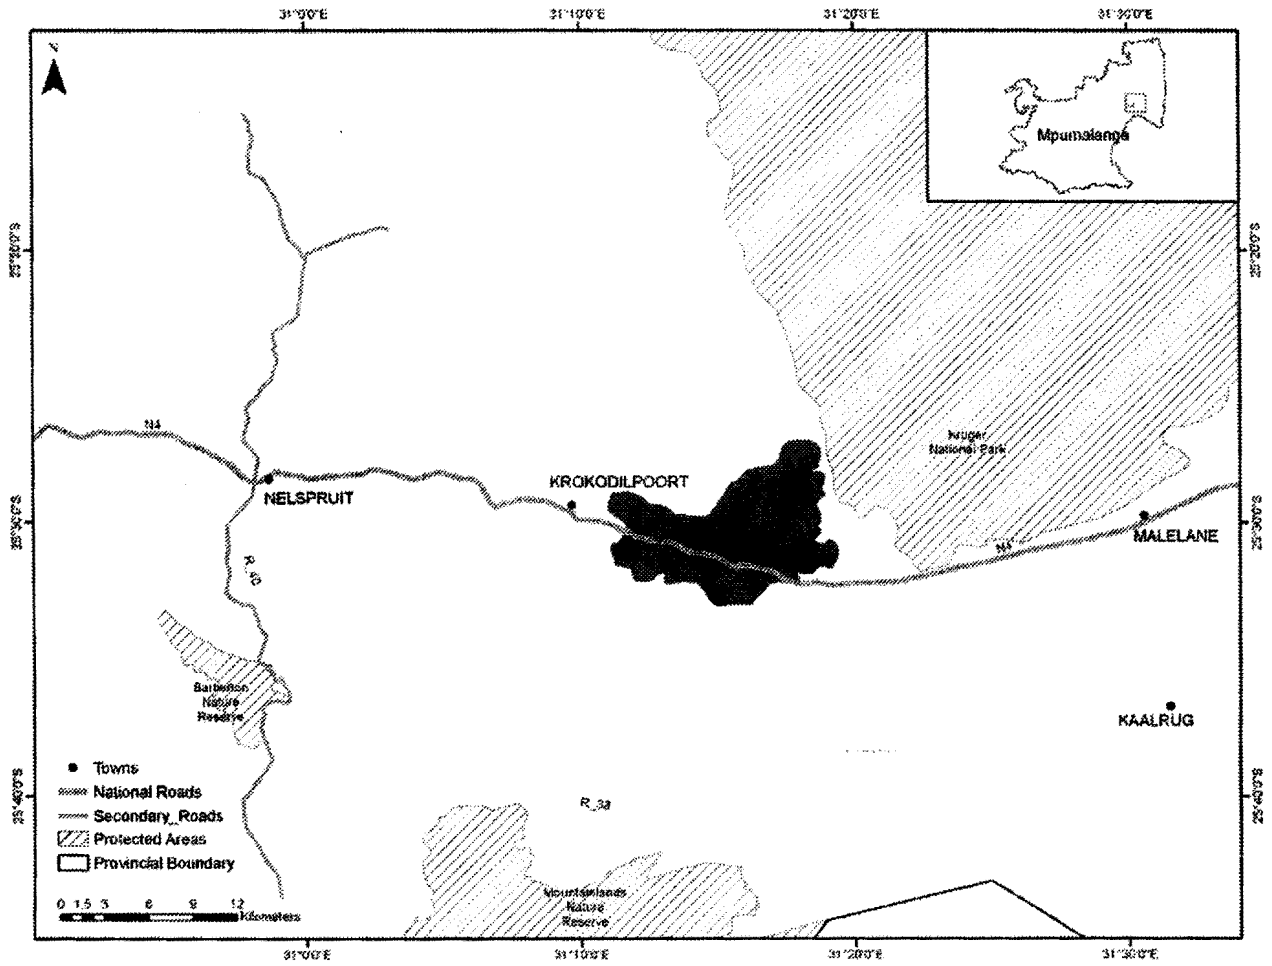 31°0'0"E
31°10'0"E
31°20'0"E
31°30'0"E
Mpumalanga
25°20'0"S
25°20'0"S
N4
Kruger
National Park
KROKODILPOORT
NELSPRUIT
25°30'0"S
25°30'0"S
MALELANE
N4
R_40
Barberton
Nature
Reserve
KAALRUG
Towns
National Roads
Secondary_Roads
Protected Areas
Provincial Boundary
R_38
25°40'0"S
25°40'0"S
Mountainlands
Nature
Reserve
0 1.5 3 6 9 12
Kilometers
31°0'0"E
31°10'0"E
31°20'0"E
31°30'0"E